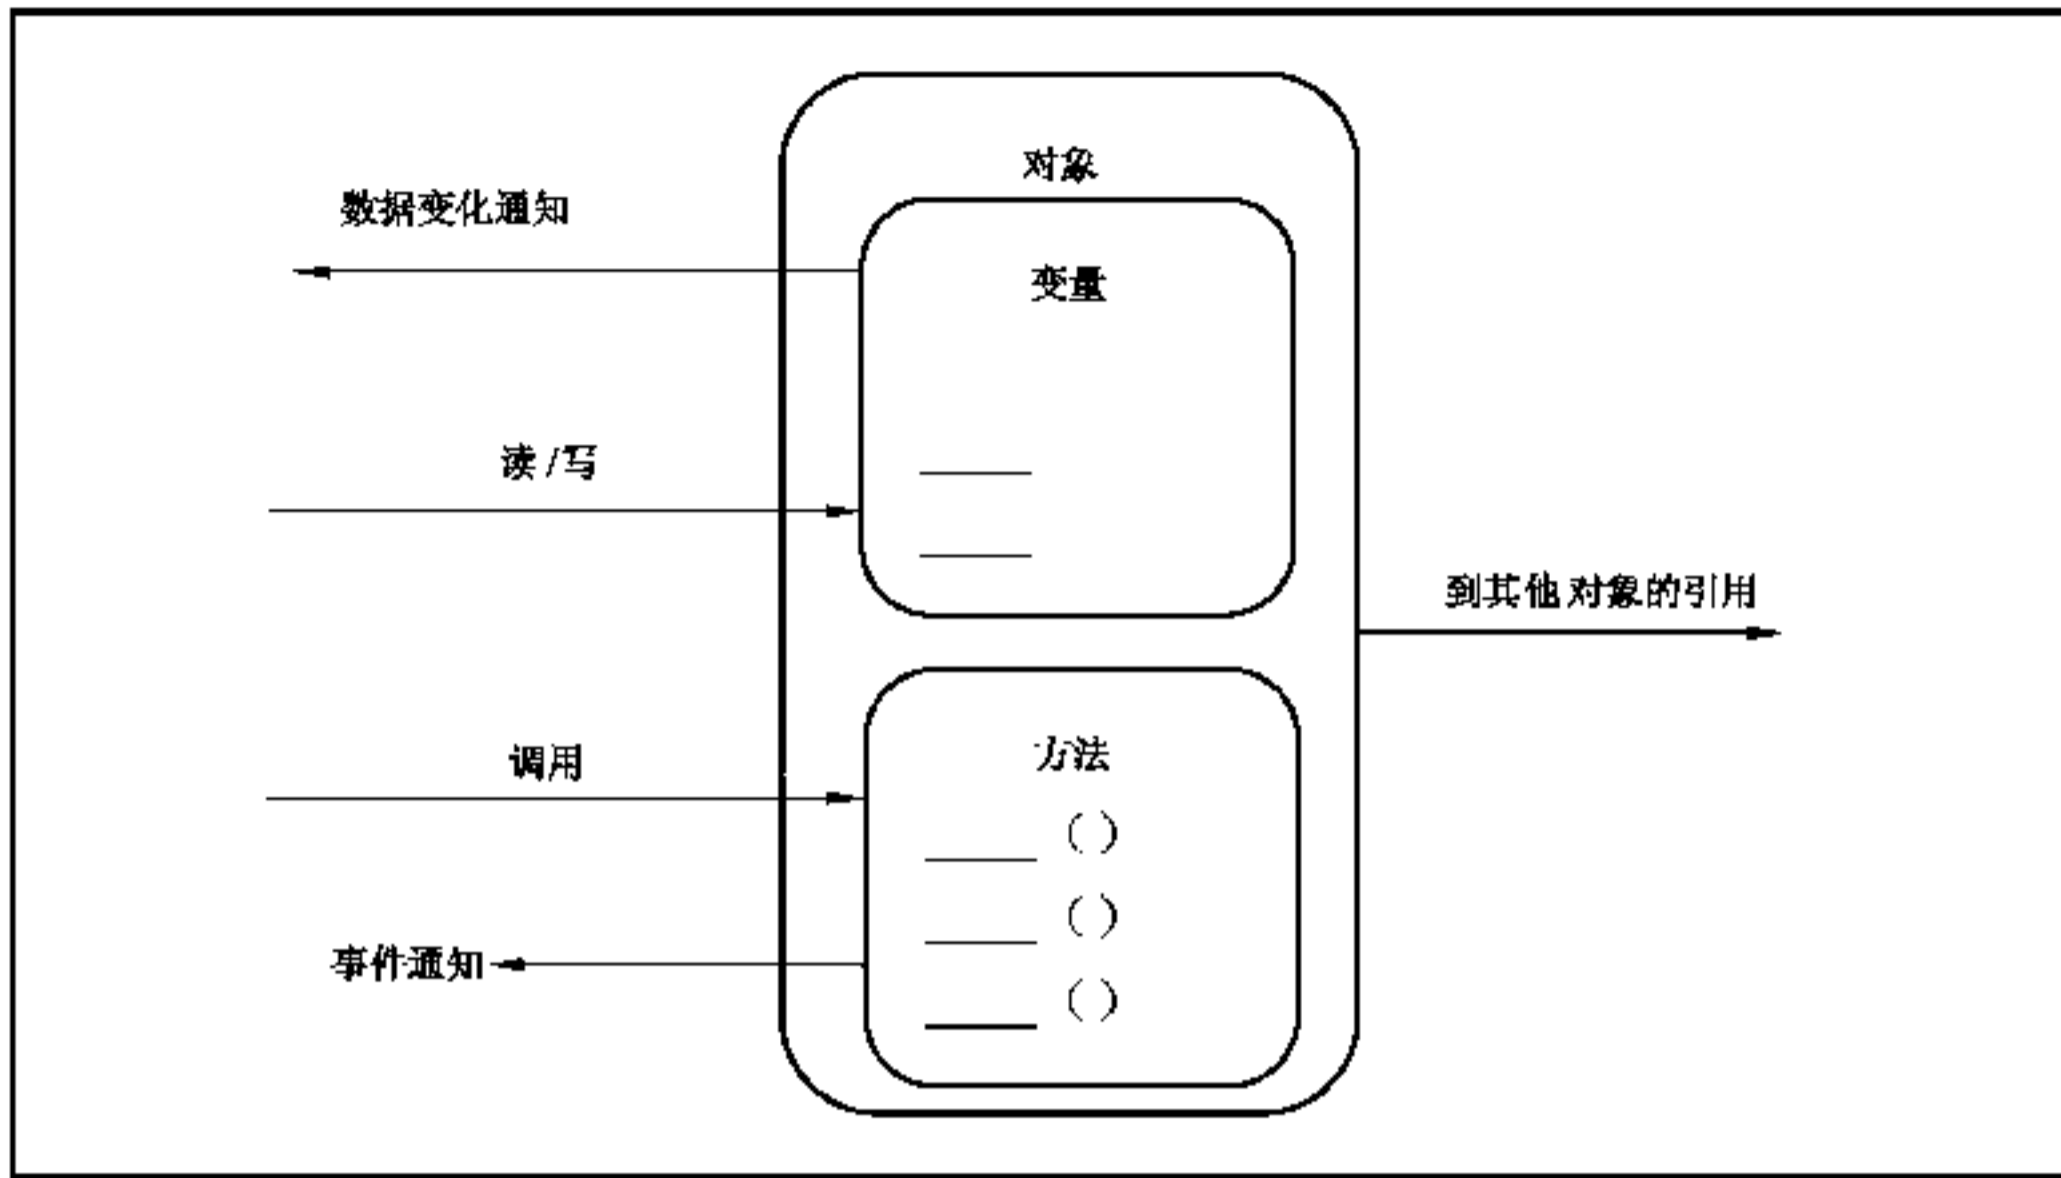 对象
数据变化通知
变量
读/写
到其他对象的引用
方法
调用
( )
( )
事件通知
( )